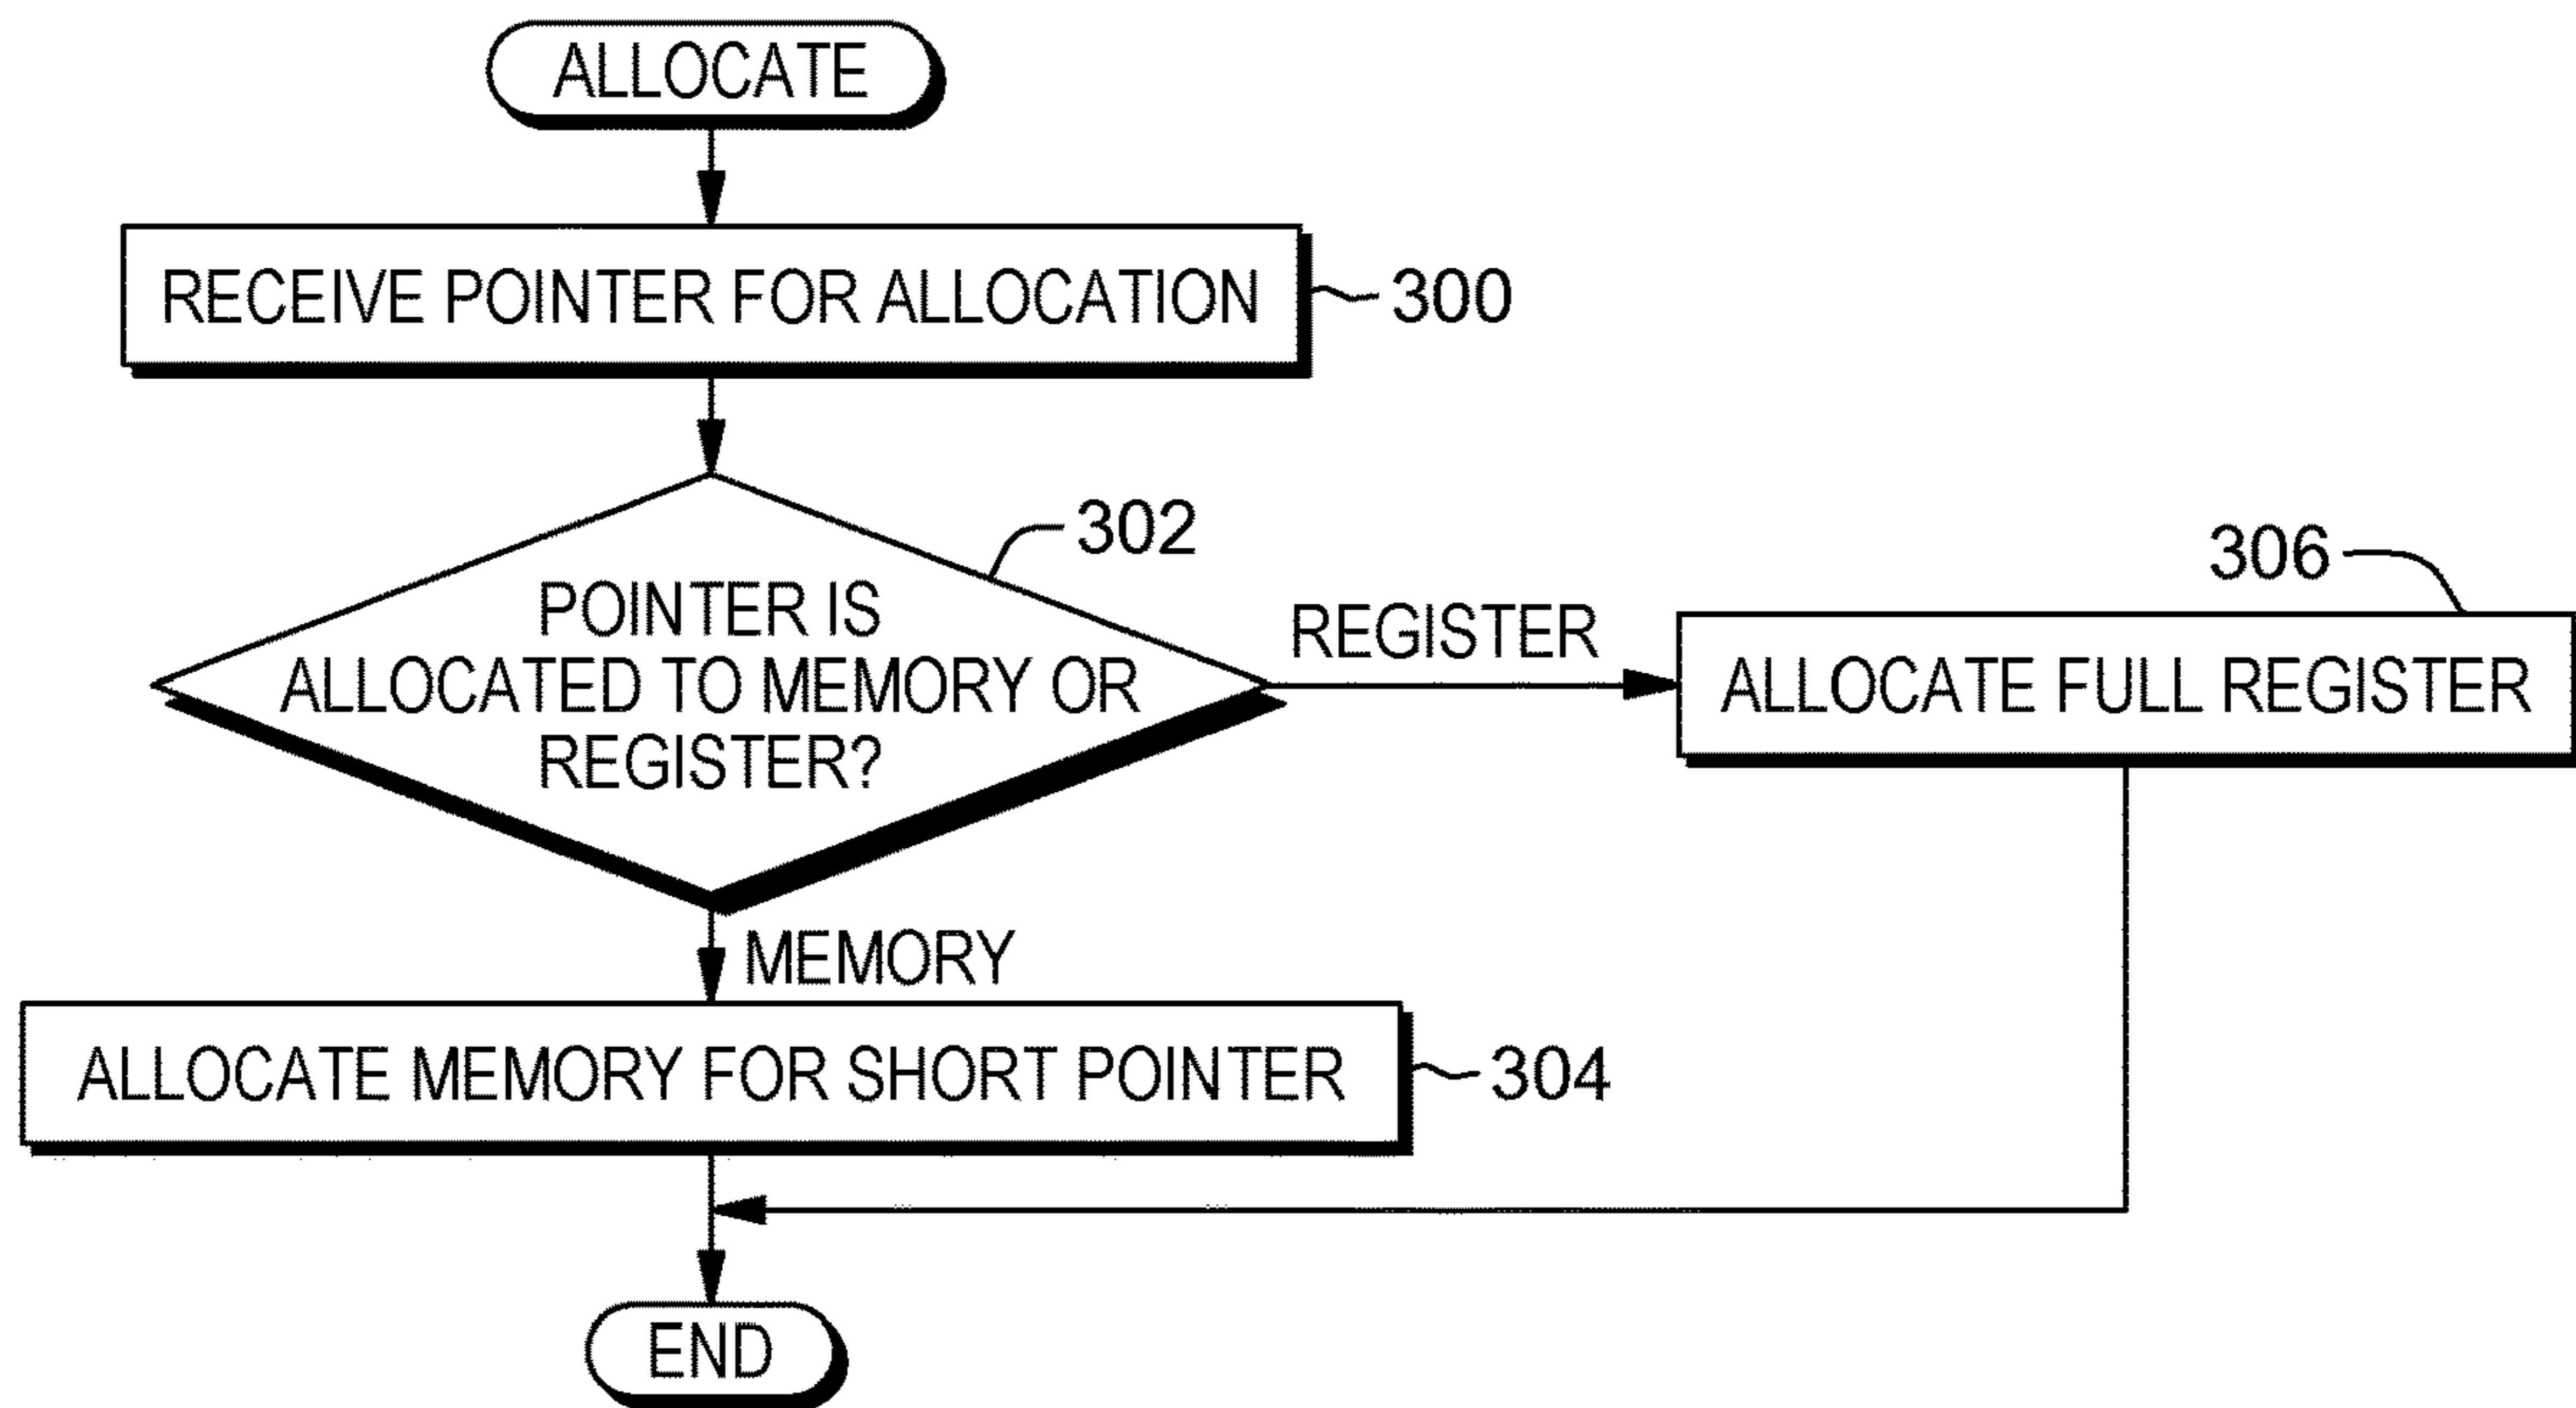 ALLOCATE
RECEIVE POINTER FOR ALLOCATION
300
302
POINTER IS
ALLOCATED TO MEMORY OR
REGISTER?
REGISTER
306
ALLOCATE FULL REGISTER
MEMORY
ALLOCATE MEMORY FOR SHORT POINTER
304
END